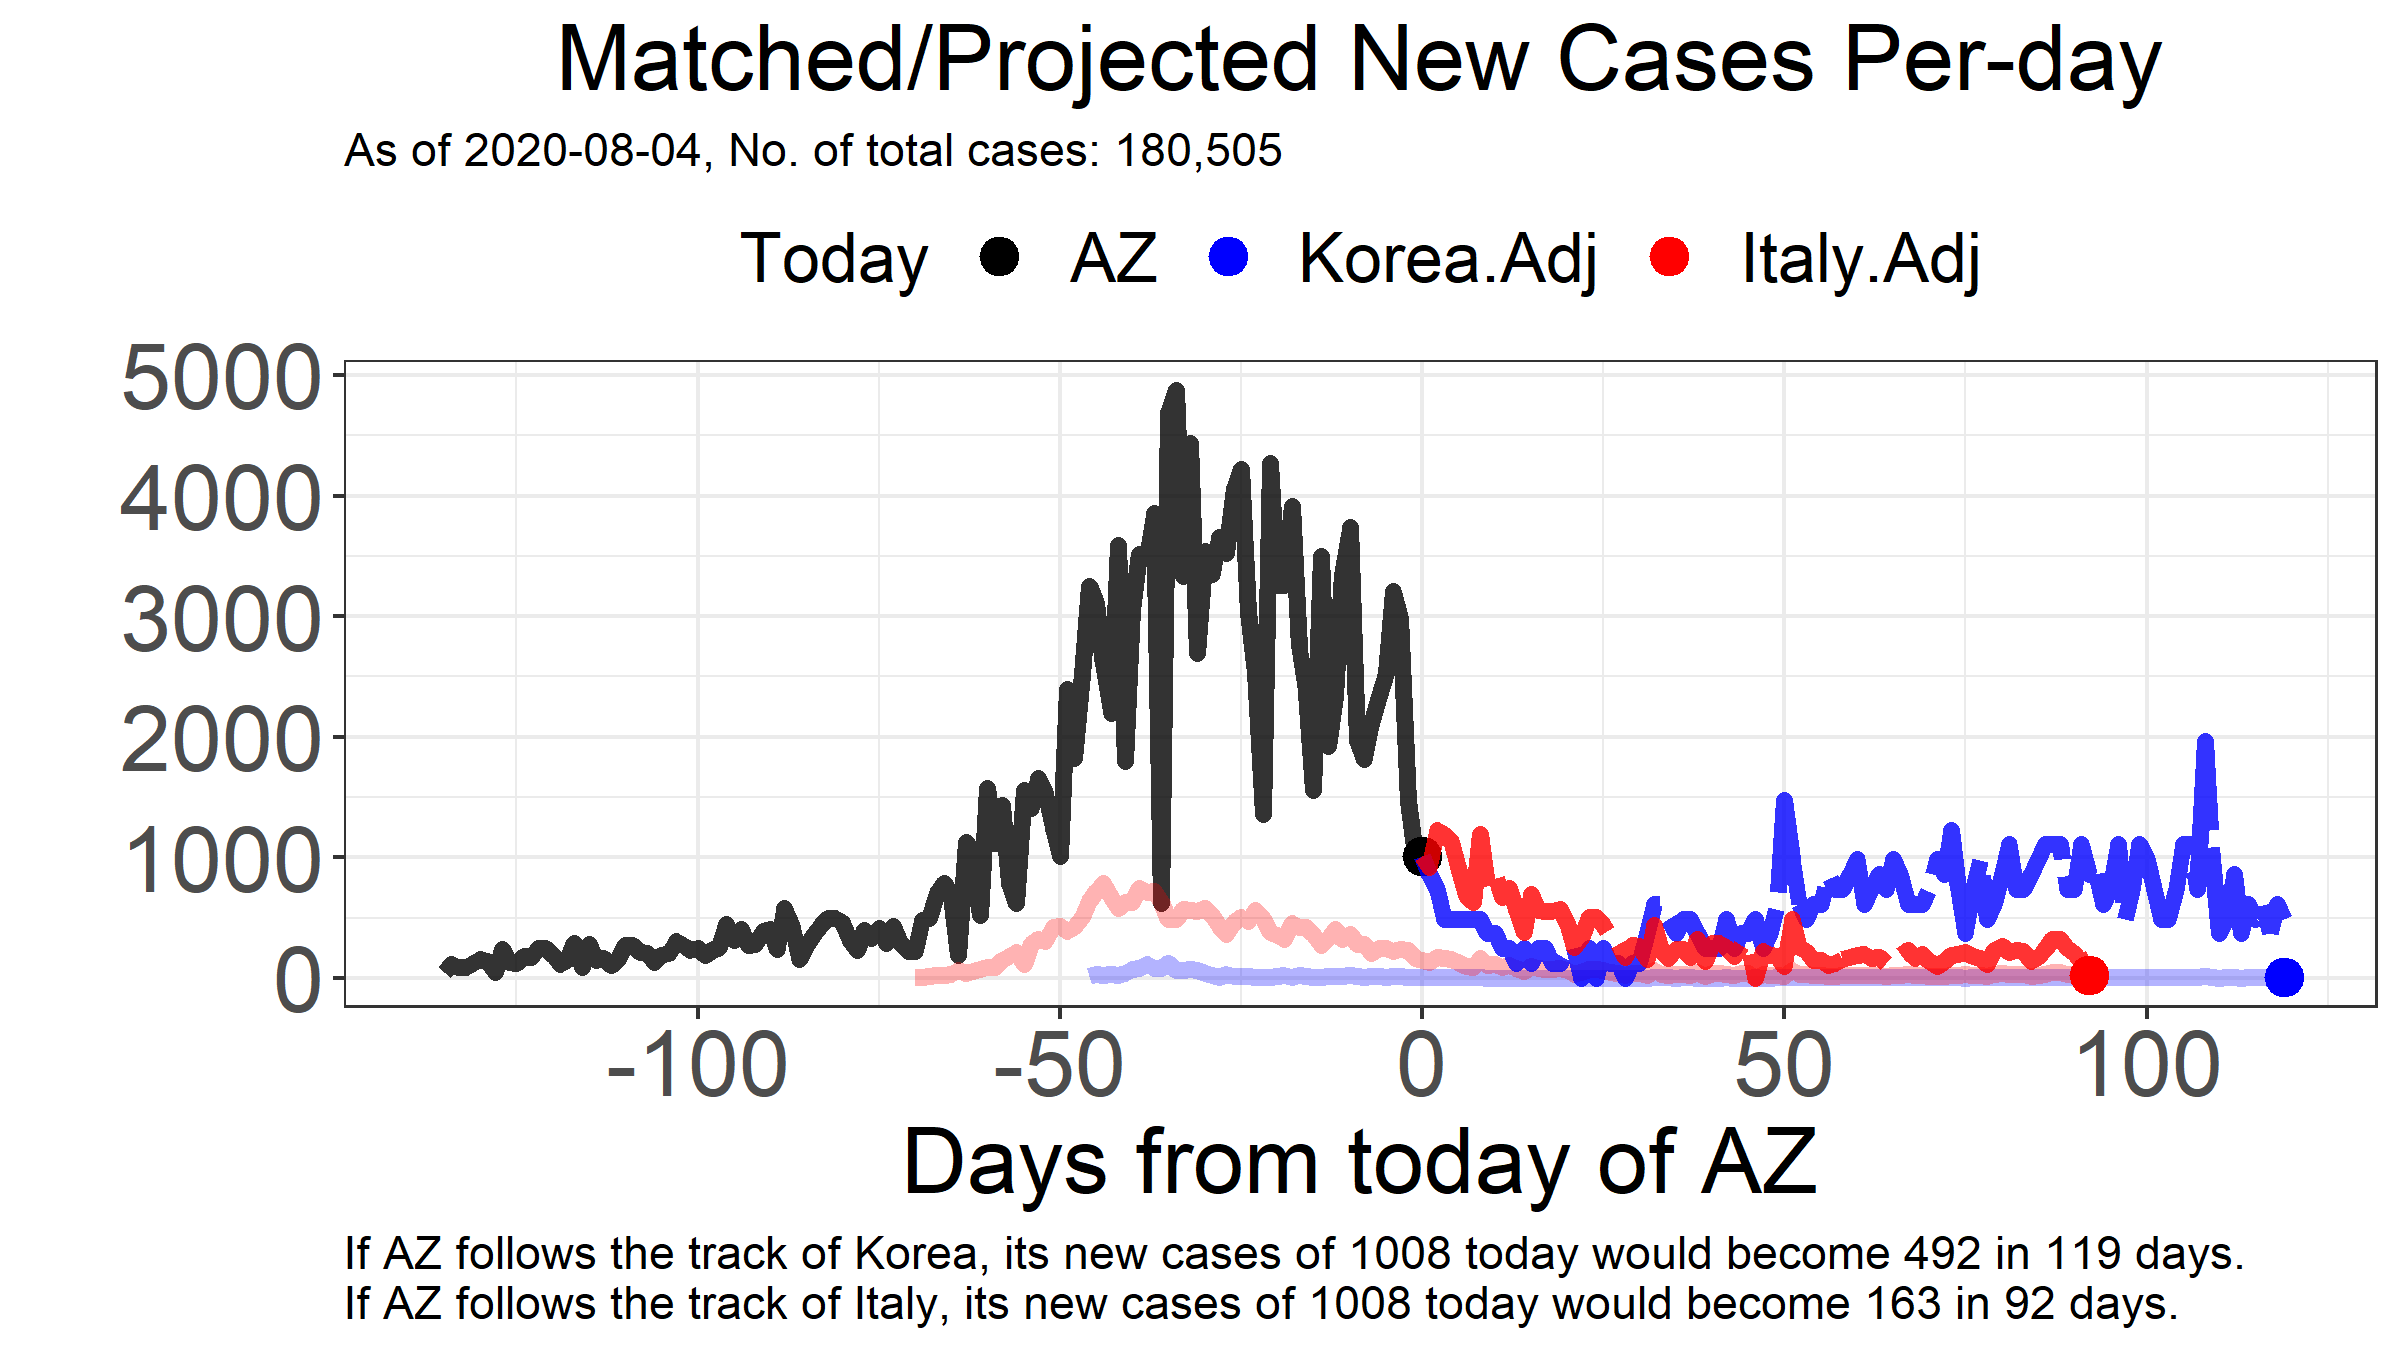 Matched/Projected New Cases Per-day
As of 2020-08-04, No. of total cases: 180,505
Today AZ Korea.Adj Italy.Adj
5000
4000
3000
2000
1000
0
-100 -50 0 50 100
Days from today of AZ
If AZ follows the track of Korea, its new cases of 1008 today would become 492 in 119 days.
If AZ follows the track of Italy, its new cases of 1008 today would become 163 in 92 days.